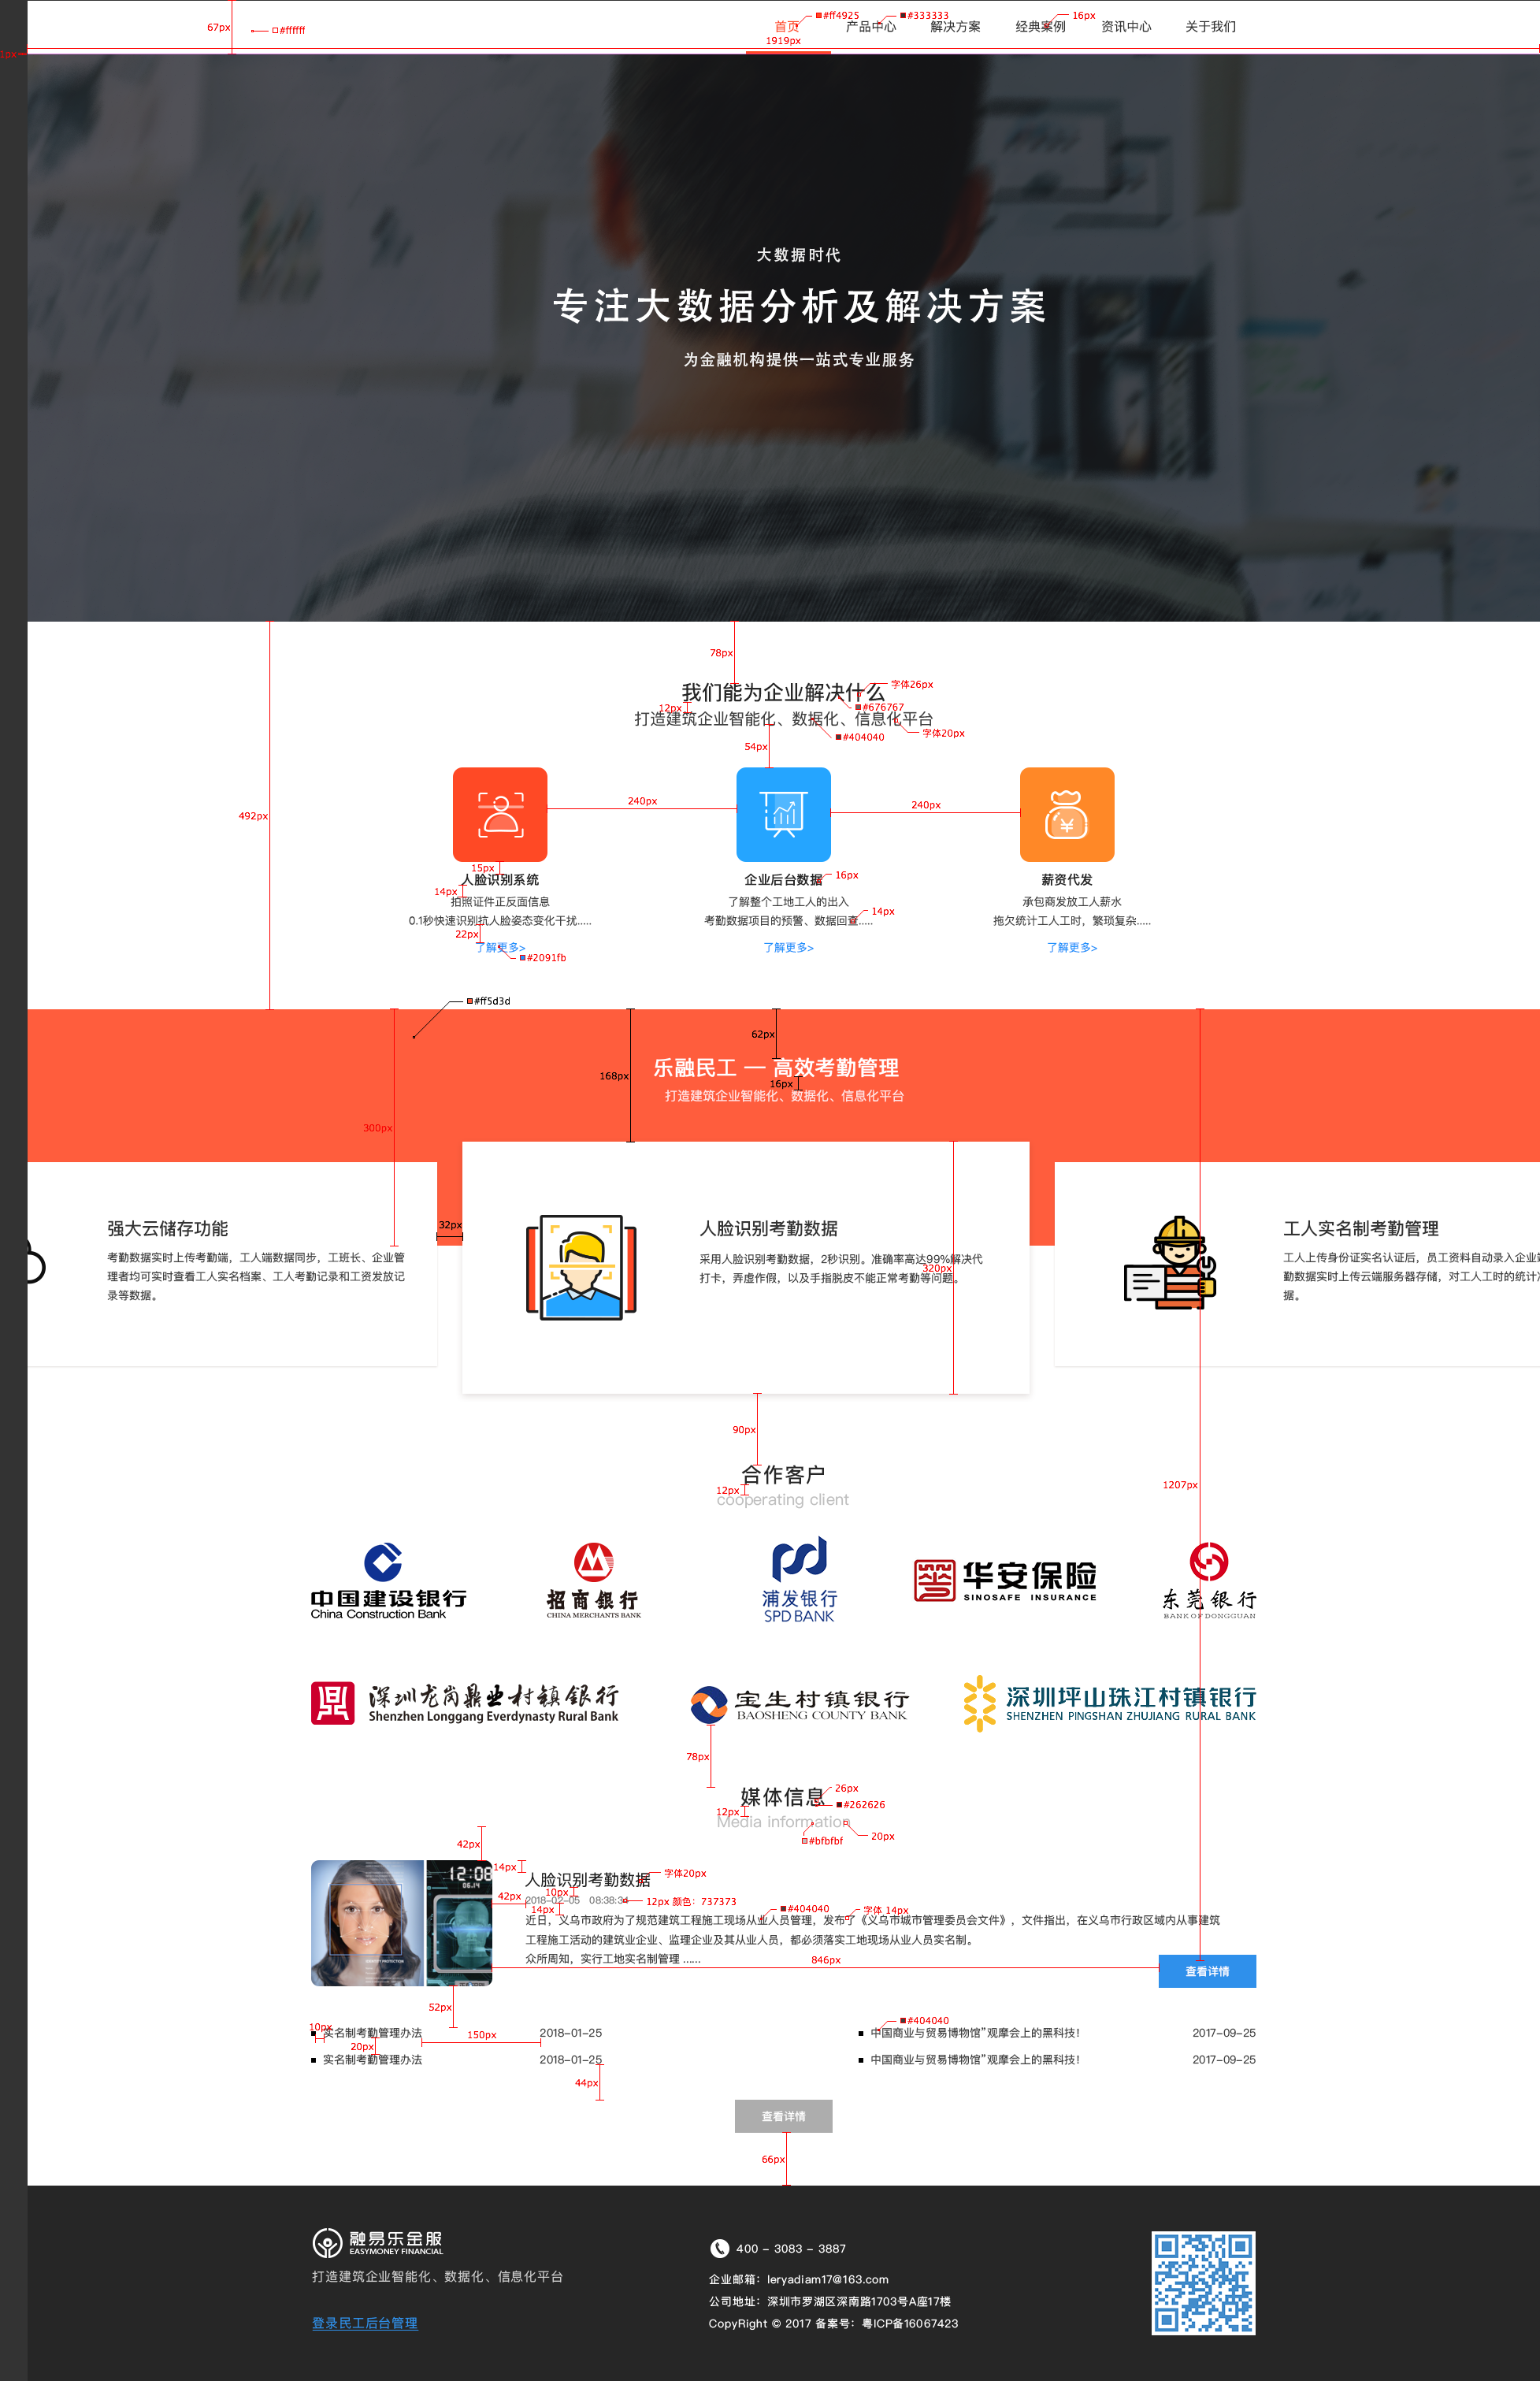 67px
#ffffff
#ff4925
#333333
16px
首页
产品中心
解决方案
经典案例
资讯中心
关于我们
1919px
1px
大数据时代
专注大数据分析及解决方案
为金融机构提供一站式专业服务
78px
我们能为企业解决什么
字体26px
12px
#676767
打造建筑企业智能化、数据化、信息化平台
字体20px
#404040
54px
492px
240px
240px
15px
人脸识别系统
企业后台数据
16px
薪资代发
14px
拍照证件正反面信息
了解整个工地工人的出入
承包商发放工人薪水
14px
0.1秒快速识别抗人脸姿态变化干扰.....
考勤数据项目的预警、数据回查.....
拖欠统计工人工时，繁琐复杂.....
22px
了解更多>
了解更多>
了解更多>
#2091fb
#ff5d3d
62px
168px
乐融民工 — 高效考勤管理
16px
打造建筑企业智能化、数据化、信息化平台
300px
32px
强大云储存功能
考勤数据实时上传考勤端，工人端数据同步，工班长、企业管
理者均可实时查看工人实名档案、工人考勤记录和工资发放记
录等数据。
人脸识别考勤数据
采用人脸识别考勤数据，2秒识别。准确率高达99%解决代
打卡，弄虚作假，以及手指脱皮不能正常考勤等问题。
320px
工人实名制考勤管理
工人上传身份证实名认证后，员工资料自动录入企业
勤数据实时上传云端服务器存储，对工人工时的统计
据。
90px
合作客户
12px
cooperating client
1207px
中国建设银行
China Construction Bank
招商银行
CHINA MERCHANTS BANK
浦发银行
SPD BANK
华安保险
SINOSAFE INSURANCE
东莞银行
BANK OF DONGGUAN
深圳龙岗鼎业村镇银行
Shenzhen Longgang Everdynasty Rural Bank
宝生村镇银行
BAOSHENG COUNTY BANK
深圳坪山珠江村镇银行
SHENZHEN PINGSHAN ZHUJIANG RURAL BANK
78px
媒体信息
26px
#262626
12px
Media information
#bfbfbf
20px
42px
14px
12:08
06.14
人脸识别考勤数据
字体20px
42px
10px
2018-02-05 08:38:34
12px 颜色：737373
14px
#404040
字体 14px
近日，义乌市政府为了规范建筑工程施工现场从业人员管理，发布了《义乌市城市管理委员会文件》，文件指出，在义乌市行政区域内从事建筑
工程施工活动的建筑业企业、监理企业及其从业人员，都必须落实工地现场从业人员实名制。
众所周知，实行工地实名制管理 ......
846px
查看详情
52px
10px
实名制考勤管理办法
150px
2018-01-25
#404040
中国商业与贸易博物馆”观摩会上的黑科技！
2017-09-25
20px
实名制考勤管理办法
2018-01-25
中国商业与贸易博物馆”观摩会上的黑科技！
2017-09-25
44px
查看详情
66px
融易乐金服
EASYMONEY FINANCIAL
打造建筑企业智能化、数据化、信息化平台
登录民工后台管理
400 - 3083 - 3887
企业邮箱：leryadiam17@163.com
公司地址：深圳市罗湖区深南路1703号A座17楼
CopyRight © 2017 备案号：粤ICP备16067423